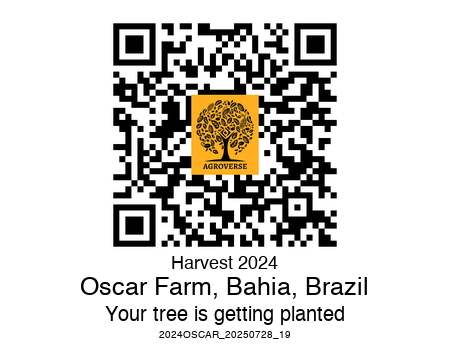 AGROVERSE
Harvest 2024
Oscar Farm, Bahia, Brazil
Your tree is getting planted
2024OSCAR_20250728_19